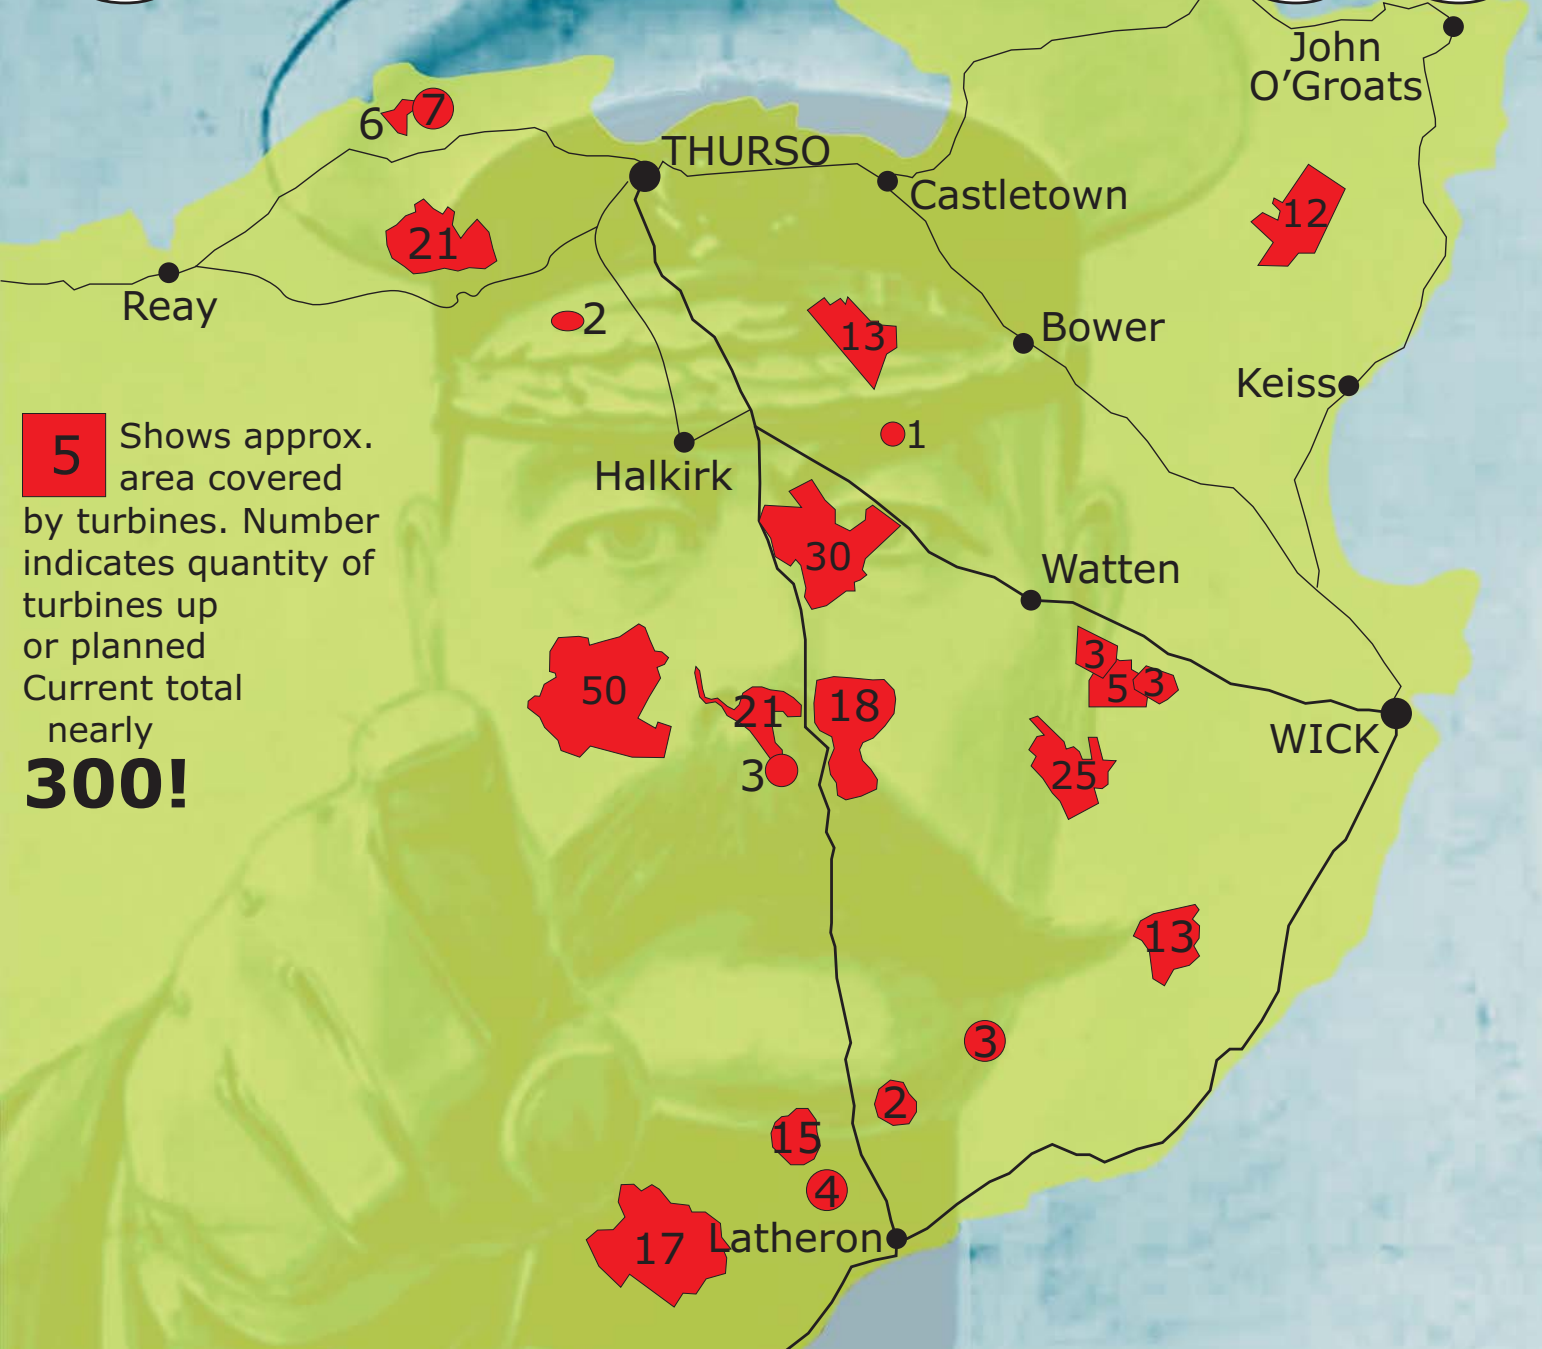 John
O'Groats
6
7
THURSO
Castletown
12
21
Reay
2
13
Bower
Keiss
1
Halkirk
5
Shows approx.
area covered
by turbines. Number
indicates quantity of
turbines up
or planned
Current total
nearly
300!
30
Watten
3
5
3
50
21
18
WICK
3
25
13
3
2
15
4
17
Latheron